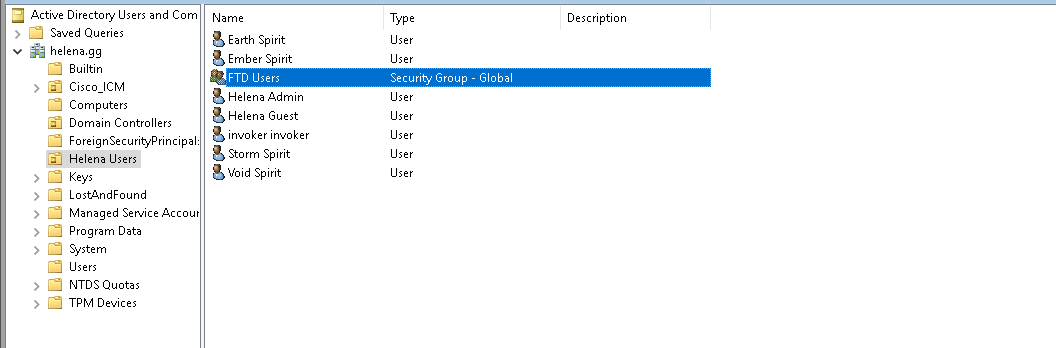 Active Directory Users and Com
Saved Queries
helena.gg
Builtin
Cisco_ICM
Computers
Domain Controllers
ForeignSecurityPrincipal:
Helena Users
Keys
LostAndFound
Managed Service Accour
Program Data
System
Users
NTDS Quotas
TPM Devices
Name Type Description
Earth Spirit User
Ember Spirit User
FTD Users Security Group - Global
Helena Admin User
Helena Guest User
invoker invoker User
Storm Spirit User
Void Spirit User